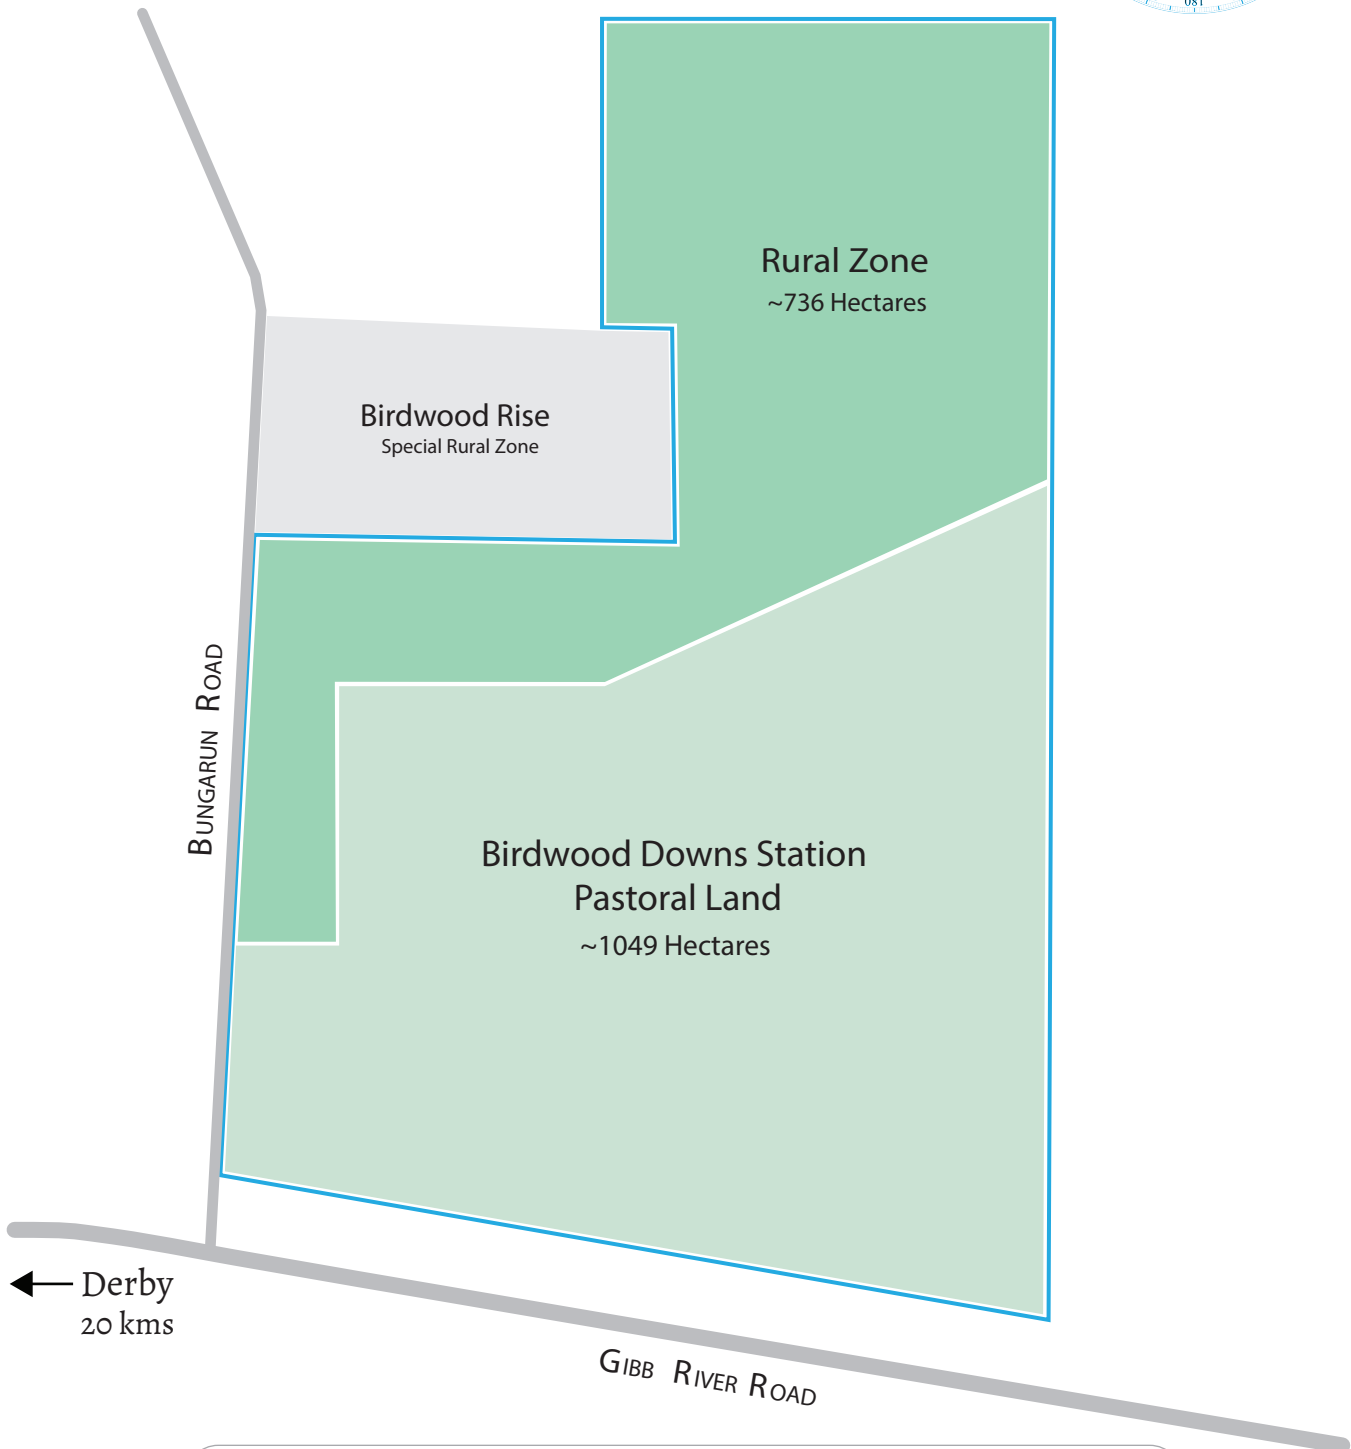 180
Rural Zone
~736 Hectares
Birdwood Rise
Special Rural Zone
BUNGARUN ROAD
Birdwood Downs Station
Pastoral Land
~1049 Hectares
Derby
20 kms
GIBB RIVER ROAD